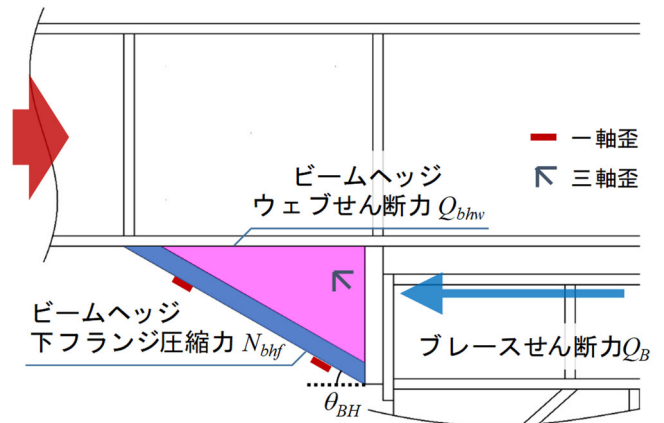 一軸歪
三軸歪
ビームヘッジ
ウェブせん断力 Q_bhw
ビームヘッジ
下フランジ圧縮力 N_bhf
ブレースせん断力Q_B
θ_BH